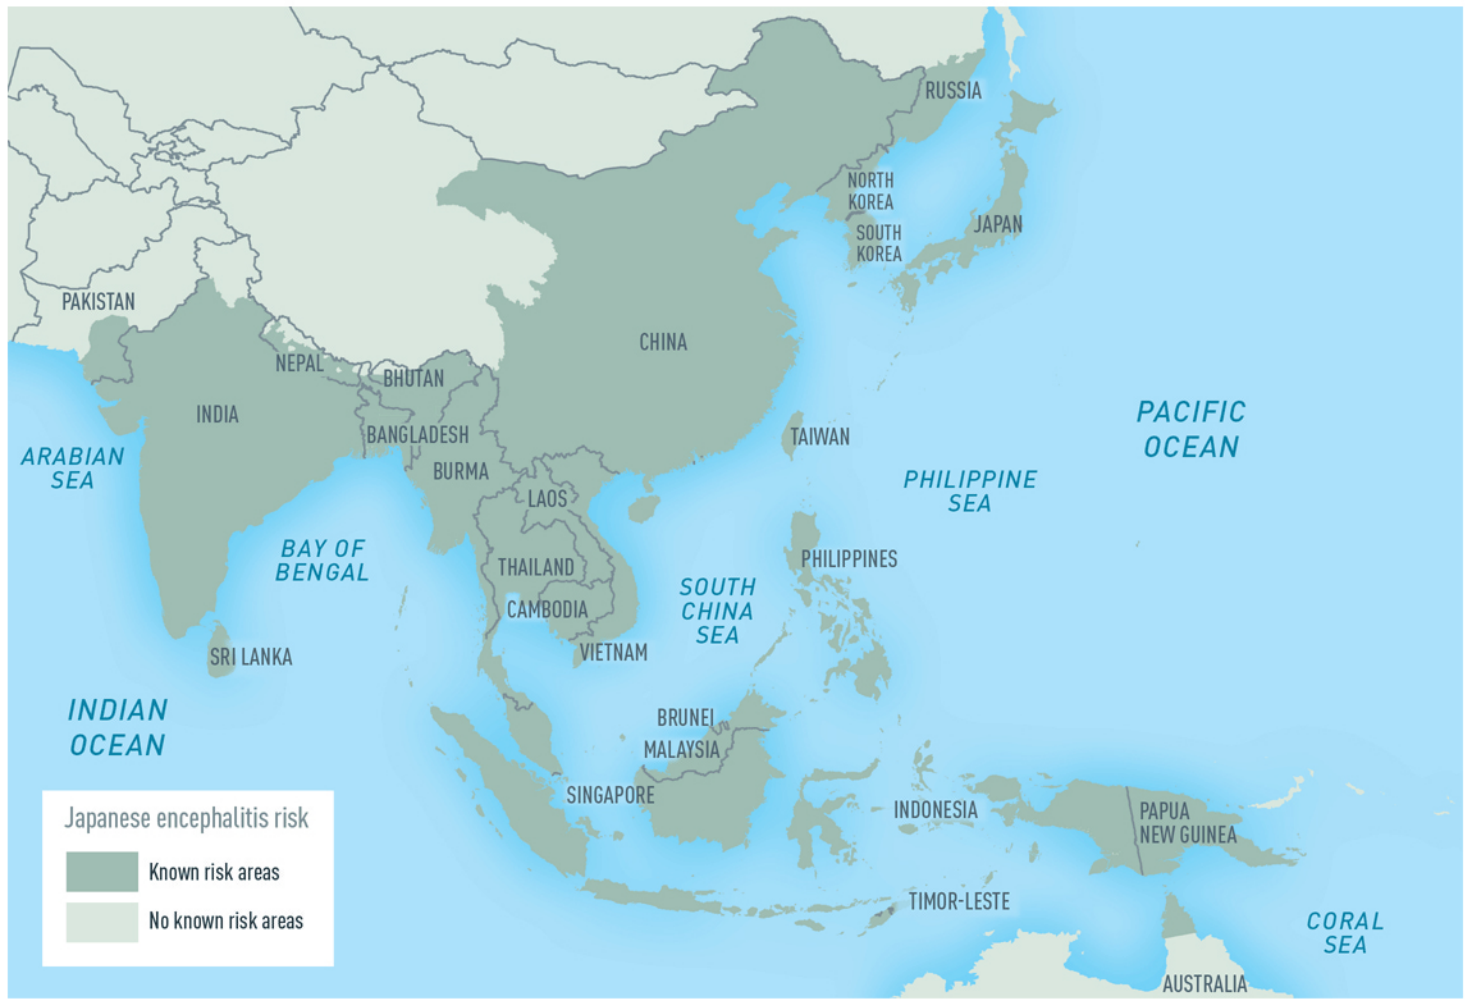 RUSSIA
NORTH
KOREA
SOUTH
KOREA
JAPAN
PAKISTAN
CHINA
NEPAL
BHUTAN
INDIA
BANGLADESH
BURMA
TAIWAN
LAOS
THAILAND
CAMBODIA
VIETNAM
PHILIPPINES
SRI LANKA
BRUNEI
MALAYSIA
SINGAPORE
INDONESIA
PAPUA
NEW GUINEA
TIMOR-LESTE
AUSTRALIA
ARABIAN
SEA
BAY OF
BENGAL
INDIAN
OCEAN
SOUTH
CHINA
SEA
PHILIPPINE
SEA
PACIFIC
OCEAN
CORAL
SEA
Japanese encephalitis risk
Known risk areas
No known risk areas